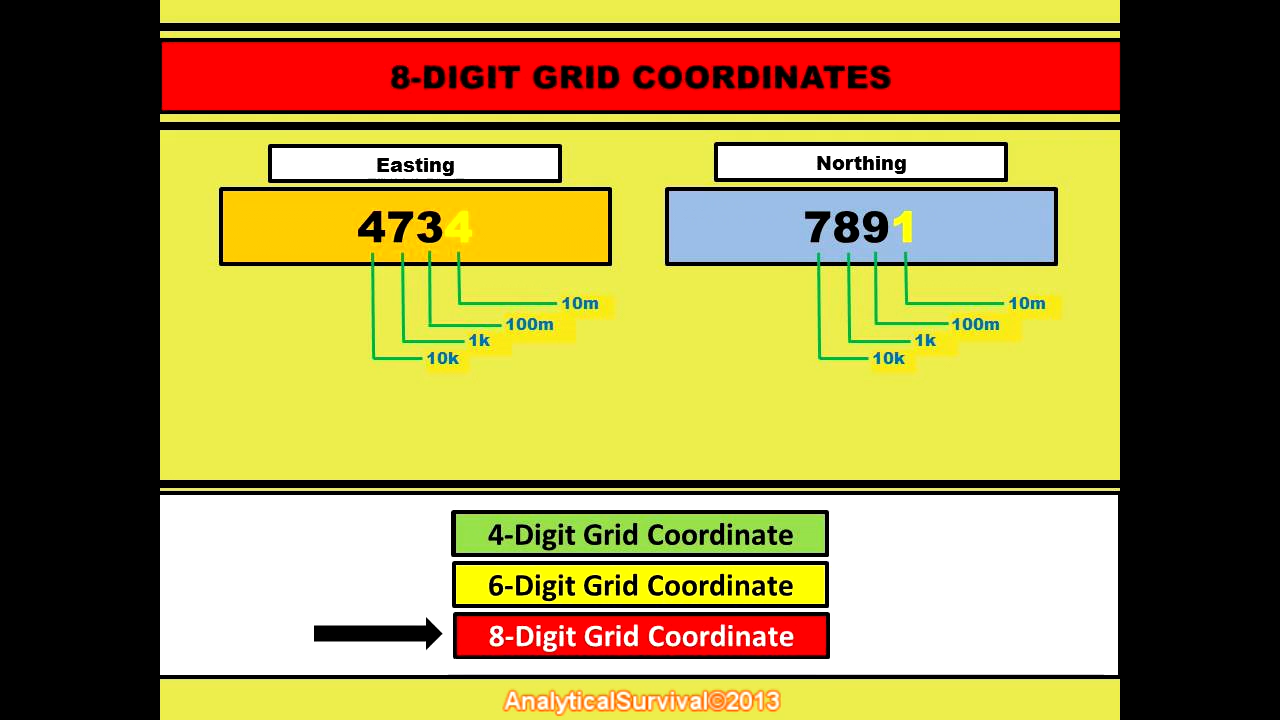 8-DIGIT GRID COORDINATES
Easting
4734
10m
100m
1k
10k
Northing
7891
10m
100m
1k
10k
4-Digit Grid Coordinate
6-Digit Grid Coordinate
8-Digit Grid Coordinate
AnalyticalSurvival©2013